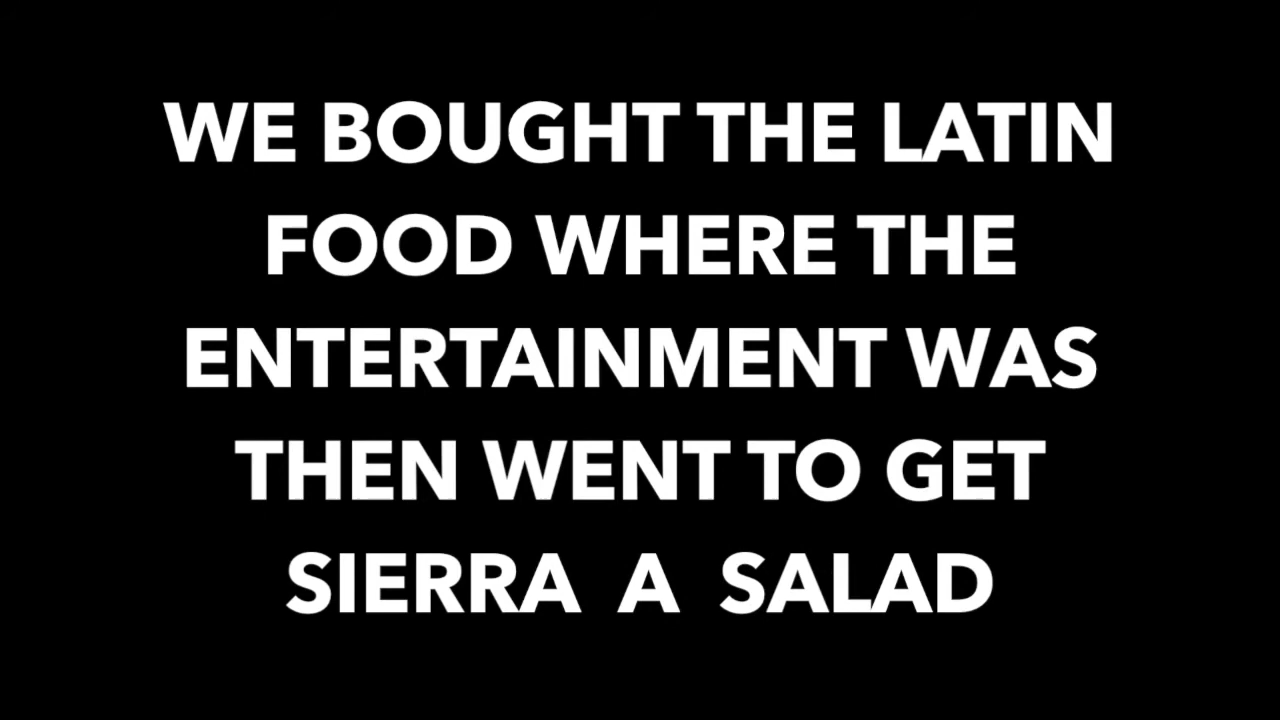 WE BOUGHT THE LATIN
FOOD WHERE THE
ENTERTAINMENT WAS
THEN WENT TO GET
SIERRA A SALAD